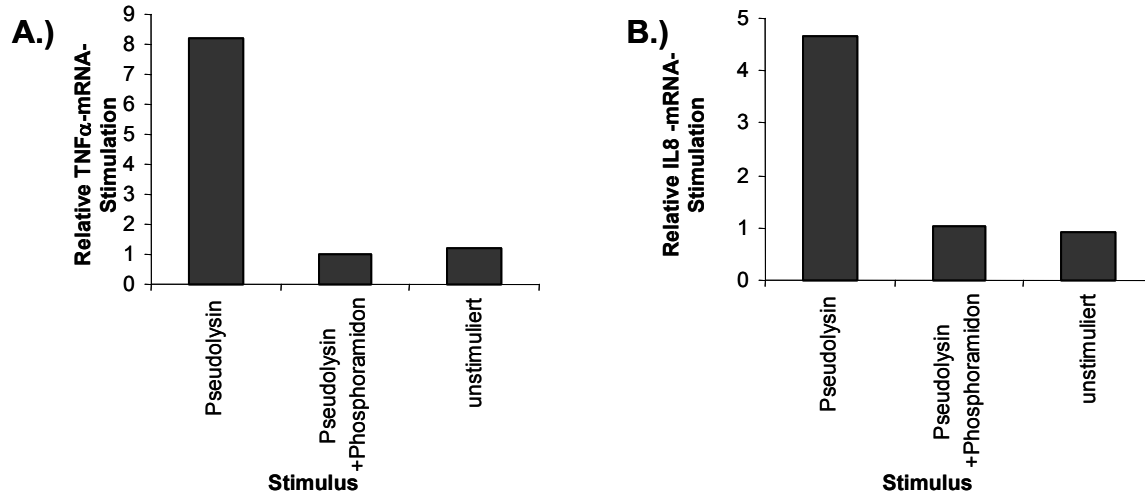 A.)
Relative TNFα-mRNA-
Stimulation
9
8
7
6
5
4
3
2
1
0
Pseudolysin
Pseudolysin
+Phosphoramidon
unstimuliert
Stimulus
B.)
Relative IL8 -mRNA-
Stimulation
5
4
3
2
1
0
Pseudolysin
Pseudolysin
+Phosphoramidon
unstimuliert
Stimulus